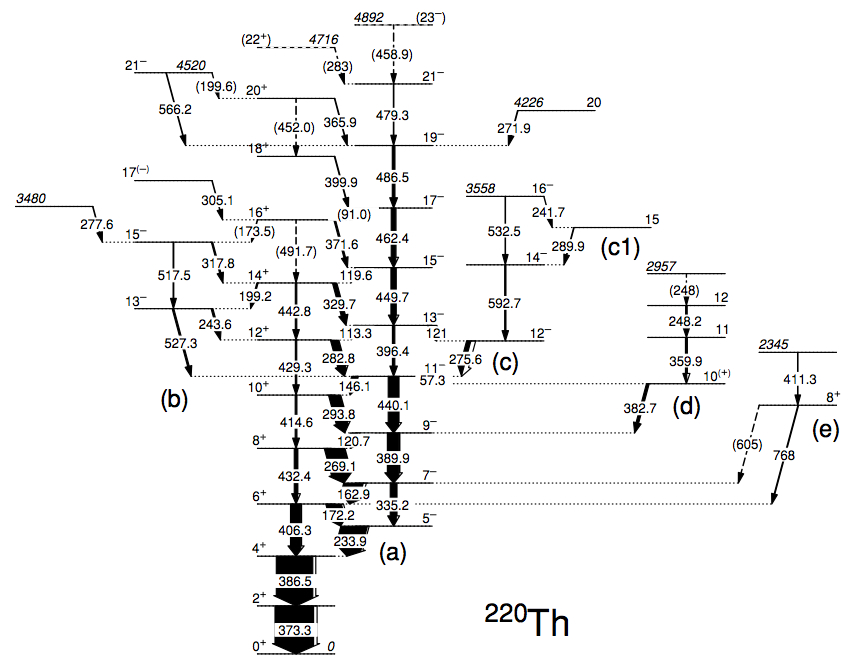 4892 (23⁻)
(22⁺) 4716
(458.9)
21⁻ 4520 (283)
(199.6) 20⁺ 21⁻
566.2 4226 20
(452.0) 365.9 479.3 271.9
18⁺ 19⁻
17⁽⁻⁾ 399.9 486.5
3480 305.1 3558 16⁻
277.6 16⁺ (91.0) 17⁻ 241.7 15
15⁻ (173.5) (491.7) 371.6 462.4 532.5 289.9 (c1)
517.5 317.8 14⁺ 119.6 15⁻ 14⁻ 2957
199.2 442.8 329.7 449.7 592.7 (248) 12
13⁻ 243.6 12⁺ 113.3 13⁻ 121 12⁻ 248.2 11
527.3 429.3 282.8 396.4 275.6 (c) 359.9 2345
(b) 10⁺ 146.1 11⁻ 57.3 10⁽⁺⁾ 411.3
414.6 293.8 440.1 382.7 (d) 8⁺
8⁺ 120.7 9⁻ (e)
432.4 269.1 389.9 (605) 768
6⁺ 162.9 7⁻
406.3 172.2 335.2
4⁺ 233.9 5⁻
(a)
386.5
2⁺
373.3 ²²⁰Th
0⁺ 0